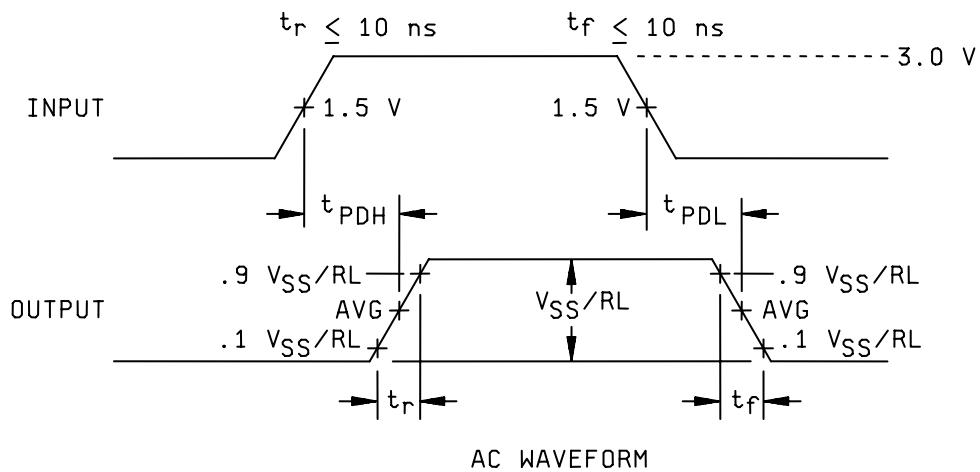 tr ≤ 10 ns
tf ≤ 10 ns
3.0 V
INPUT
1.5 V
1.5 V
tPDH
tPDL
.9 VSS/RL
.9 VSS/RL
OUTPUT
AVG
VSS/RL
AVG
.1 VSS/RL
.1 VSS/RL
tr
tf
AC WAVEFORM